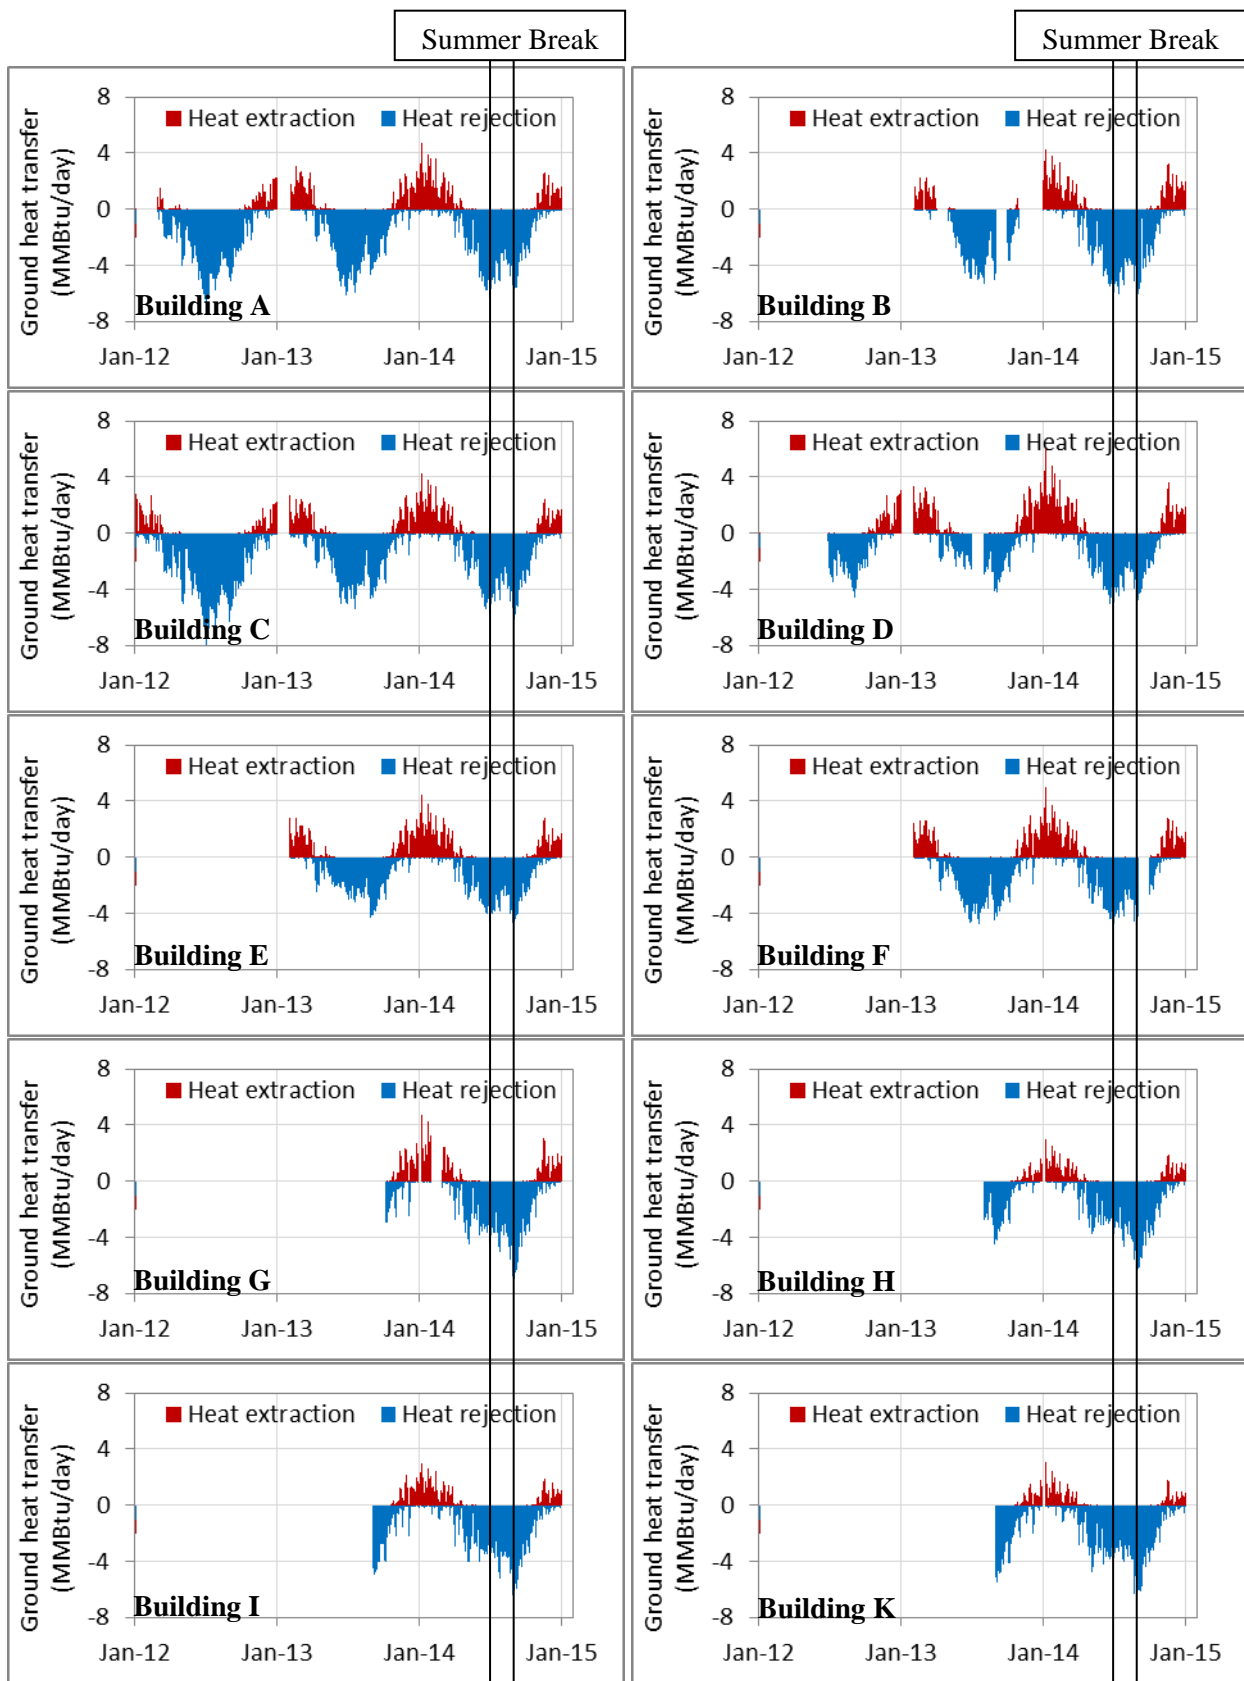 Summer Break
Summer Break
Ground heat transfer
(MMBtu/day)
8
4
0
-4
-8
Heat extraction
Heat rejection
Building A
Jan-12
Jan-13
Jan-14
Jan-15
Ground heat transfer
(MMBtu/day)
8
4
0
-4
-8
Heat extraction
Heat rejection
Building B
Jan-12
Jan-13
Jan-14
Jan-15
Ground heat transfer
(MMBtu/day)
8
4
0
-4
-8
Heat extraction
Heat rejection
Building C
Jan-12
Jan-13
Jan-14
Jan-15
Ground heat transfer
(MMBtu/day)
8
4
0
-4
-8
Heat extraction
Heat rejection
Building D
Jan-12
Jan-13
Jan-14
Jan-15
Ground heat transfer
(MMBtu/day)
8
4
0
-4
-8
Heat extraction
Heat rejection
Building E
Jan-12
Jan-13
Jan-14
Jan-15
Ground heat transfer
(MMBtu/day)
8
4
0
-4
-8
Heat extraction
Heat rejection
Building F
Jan-12
Jan-13
Jan-14
Jan-15
Ground heat transfer
(MMBtu/day)
8
4
0
-4
-8
Heat extraction
Heat rejection
Building G
Jan-12
Jan-13
Jan-14
Jan-15
Ground heat transfer
(MMBtu/day)
8
4
0
-4
-8
Heat extraction
Heat rejection
Building H
Jan-12
Jan-13
Jan-14
Jan-15
Ground heat transfer
(MMBtu/day)
8
4
0
-4
-8
Heat extraction
Heat rejection
Building I
Jan-12
Jan-13
Jan-14
Jan-15
Ground heat transfer
(MMBtu/day)
8
4
0
-4
-8
Heat extraction
Heat rejection
Building K
Jan-12
Jan-13
Jan-14
Jan-15